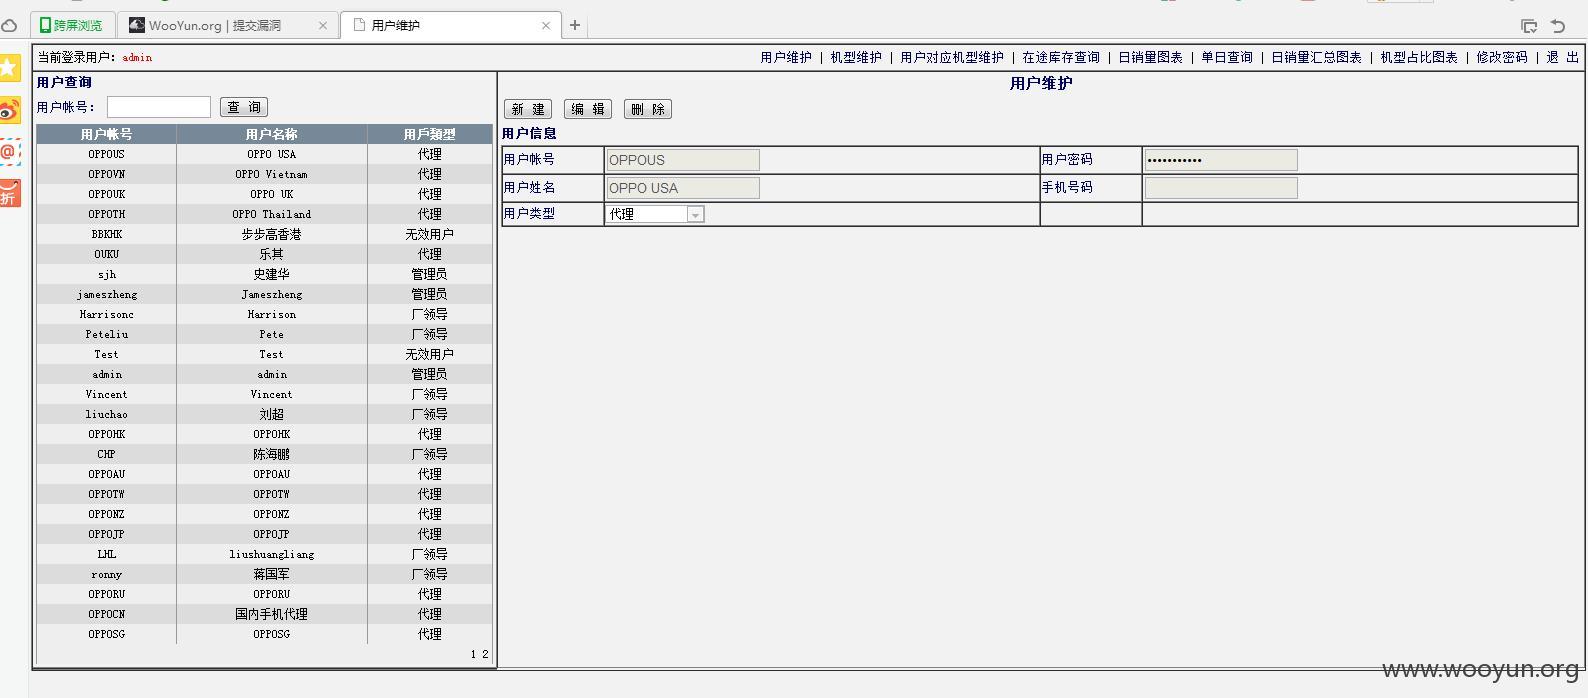 跨屏浏览 WooYun.org | 提交漏洞 × 用户维护 × +
当前登录用户：admin 用户维护 | 机型维护 | 用户对应机型维护 | 在途库存查询 | 日销量图表 | 单日查询 | 日销量汇总图表 | 机型占比图表 | 修改密码 | 退 出
用户查询
用户帐号： 查 询
用户帐号 用户名称 用戶類型
OPPOUS OPPO USA 代理
OPPOVN OPPO Vietnam 代理
OPPOUK OPPO UK 代理
OPPOTH OPPO Thailand 代理
BBKHK 步步高香港 无效用户
OUKU 乐其 代理
sjh 史建华 管理员
jameszheng Jameszheng 管理员
Harrisonc Harrison 厂领导
Peteliu Pete 厂领导
Test Test 无效用户
admin admin 管理员
Vincent Vincent 厂领导
liuchao 刘超 厂领导
OPPOHK OPPOHK 代理
CHP 陈海鹏 厂领导
OPPOAU OPPOAU 代理
OPPOTW OPPOTW 代理
OPPONZ OPPONZ 代理
OPPOJP OPPOJP 代理
LHL liushuangliang 厂领导
ronny 蒋国军 厂领导
OPPORU OPPORU 代理
OPPOCN 国内手机代理 代理
OPPOSG OPPOSG 代理
1 2
用户维护
新 建 编 辑 删 除
用户信息
用户帐号 OPPOUS 用户密码 •••••••••••
用户姓名 OPPO USA 手机号码
用户类型 代理
@
折
www.wooyun.org